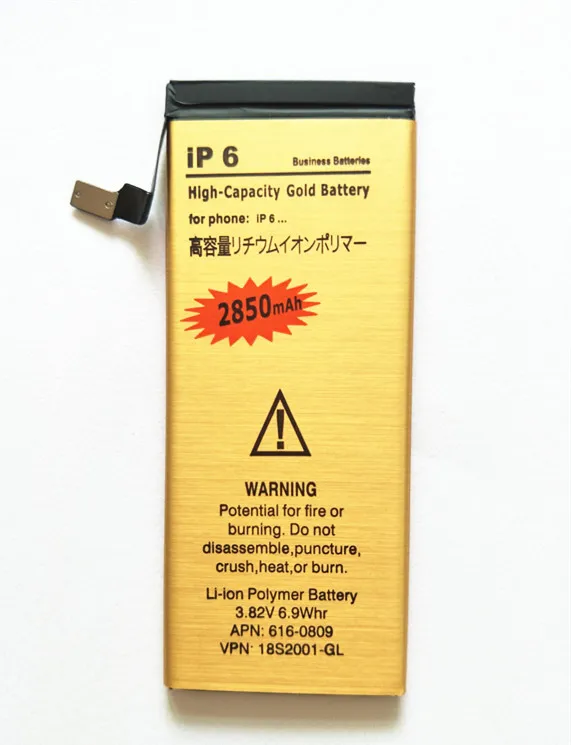 iP 6
Business Batteries
High-Capacity Gold Battery
for phone: iP 6 ...
高容量リチウムイオンポリマー
2850mAh
WARNING
Potential for fire or
burning. Do not
disassemble,puncture,
crush,heat,or burn.
Li-ion Polymer Battery
3.82V 6.9Whr
APN: 616-0809
VPN: 18S2001-GL